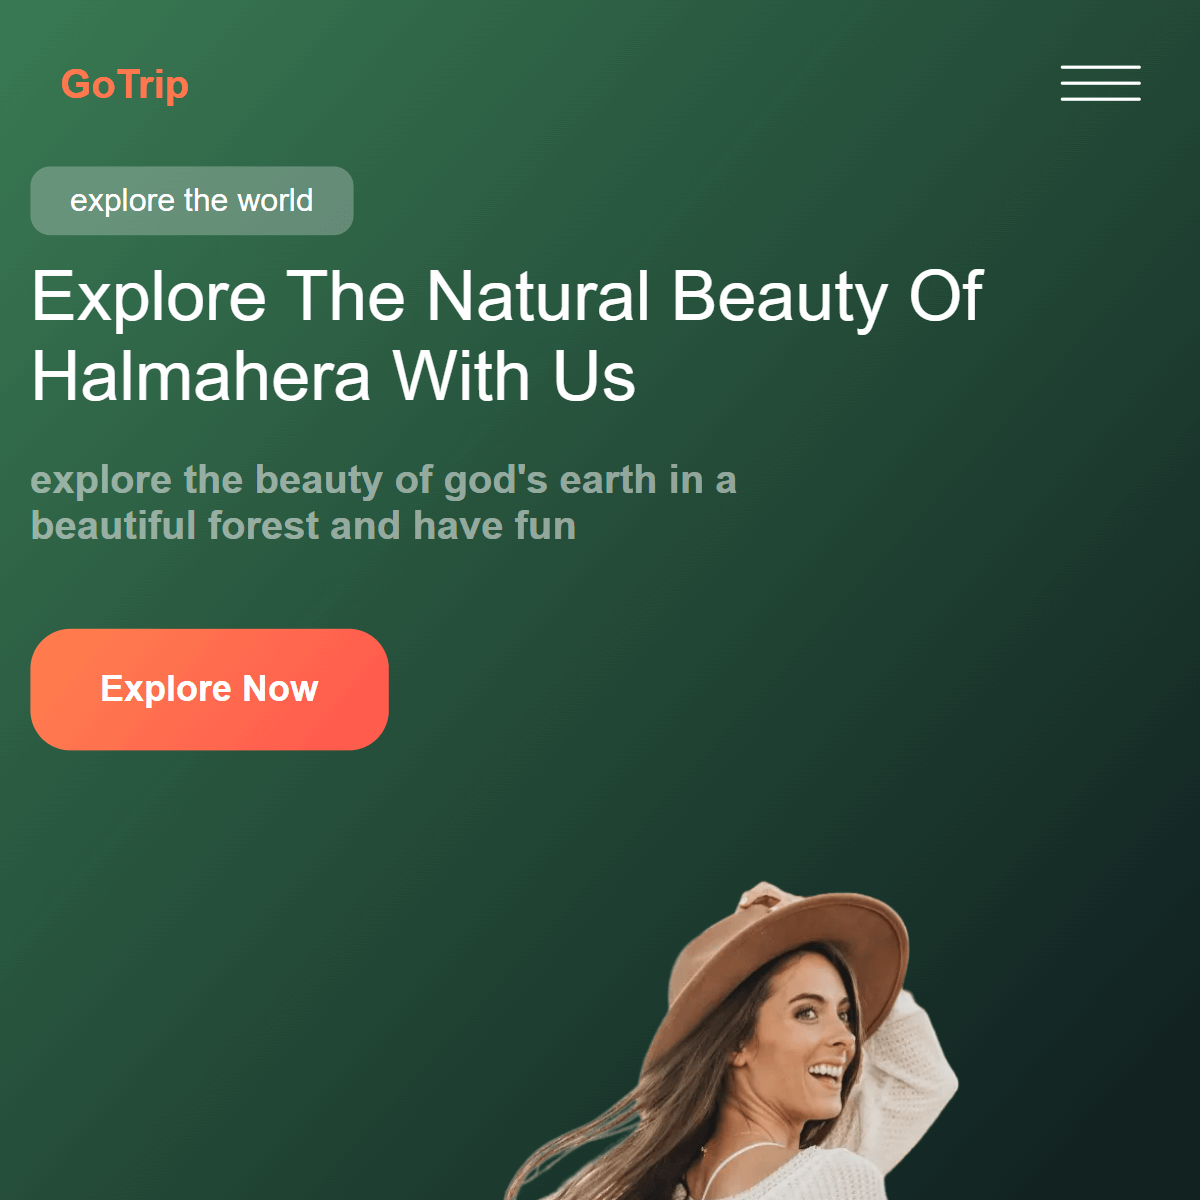 GoTrip
explore the world
Explore The Natural Beauty Of
Halmahera With Us
explore the beauty of god's earth in a
beautiful forest and have fun
Explore Now